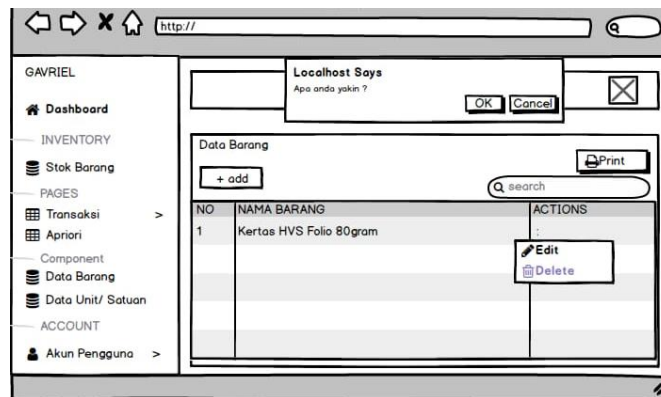 http://
GAVRIEL
Dashboard
INVENTORY
Stok Barang
PAGES
Transaksi >
Apriori
Component
Data Barang
Data Unit/ Satuan
ACCOUNT
Akun Pengguna >
Localhost Says
Apa anda yakin ?
OK Cancel
Data Barang
Print
+ add
search
NO NAMA BARANG ACTIONS
1 Kertas HVS Folio 80gram :
Edit
Delete